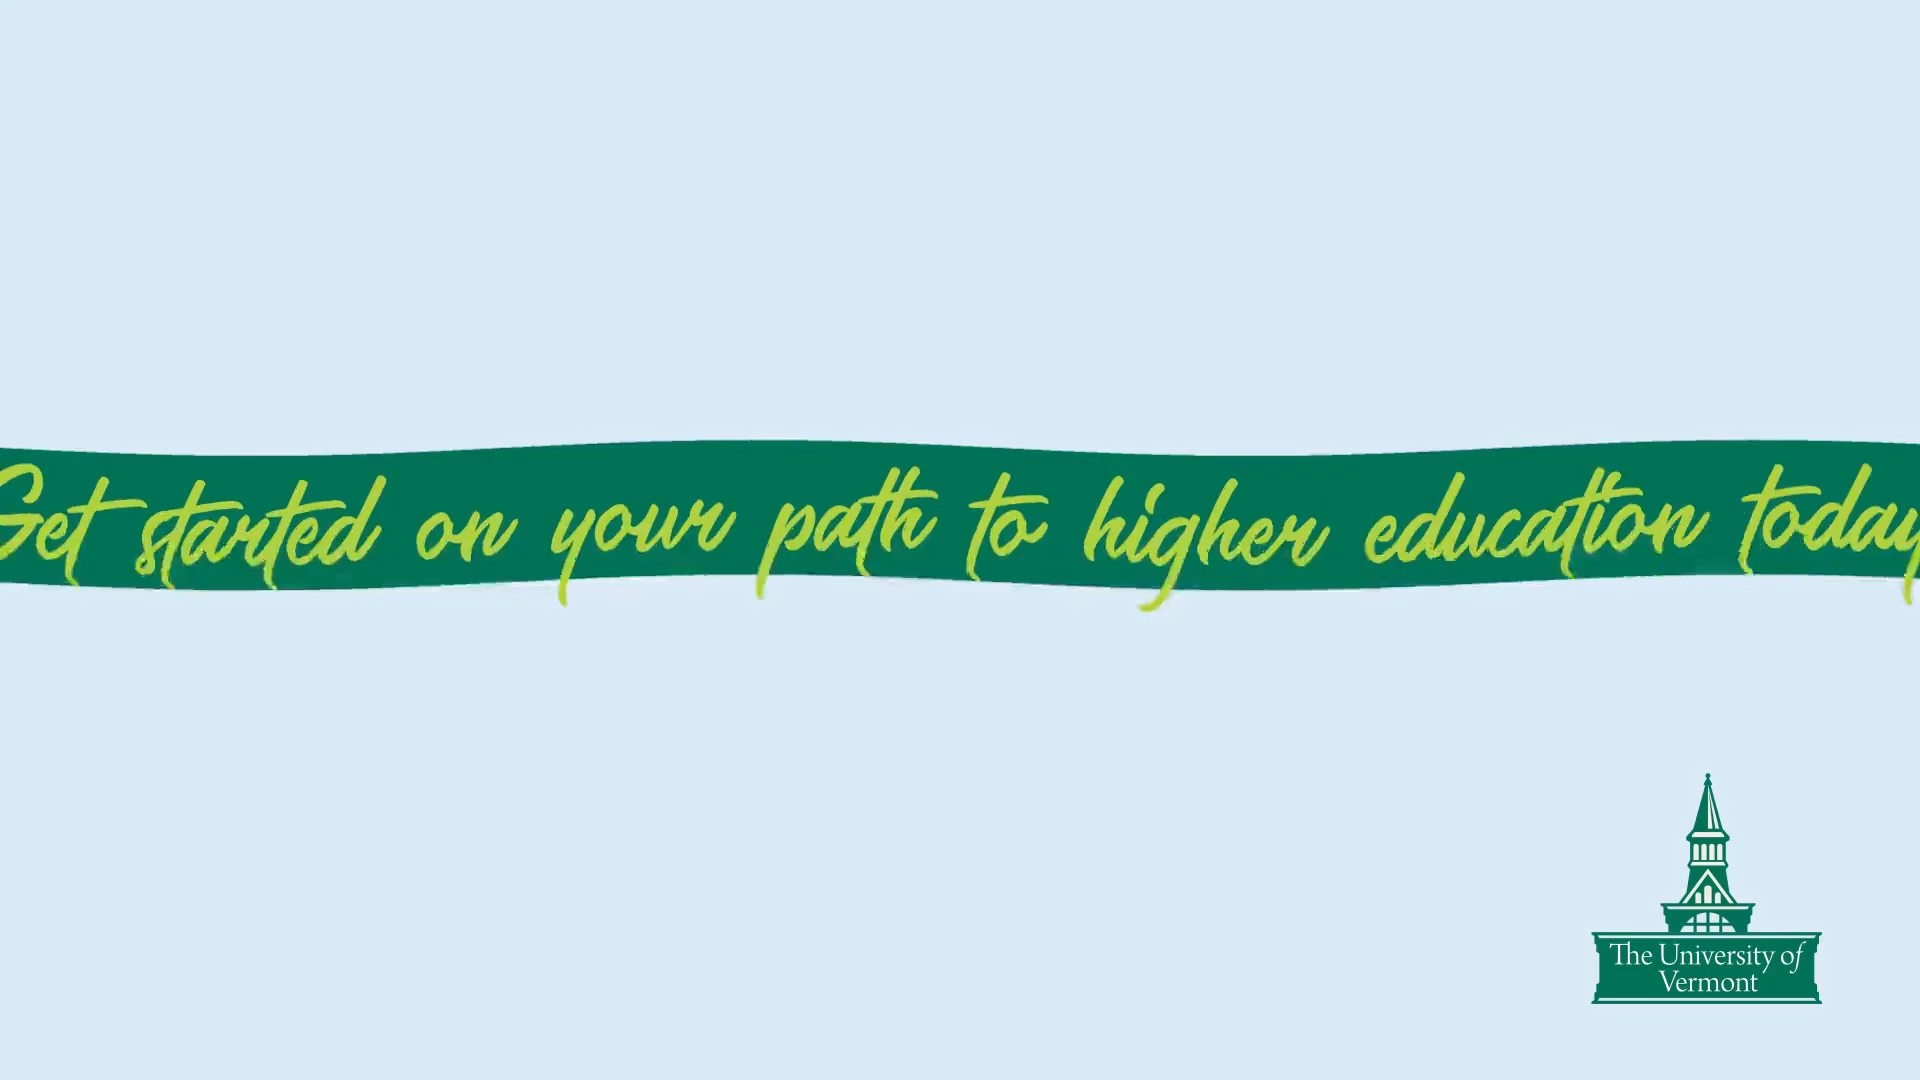 Get started on your path to higher education today
The University of
Vermont